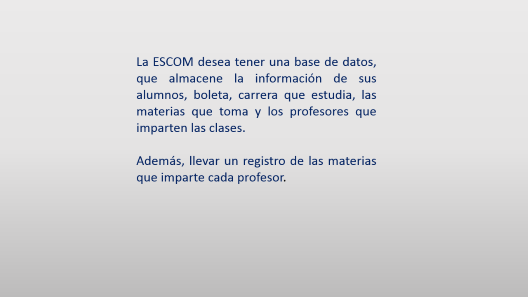 La ESCOM desea tener una base de datos,
que almacene la información de sus
alumnos, boleta, carrera que estudia, las
materias que toma y los profesores que
imparten las clases.
Además, llevar un registro de las materias
que imparte cada profesor.